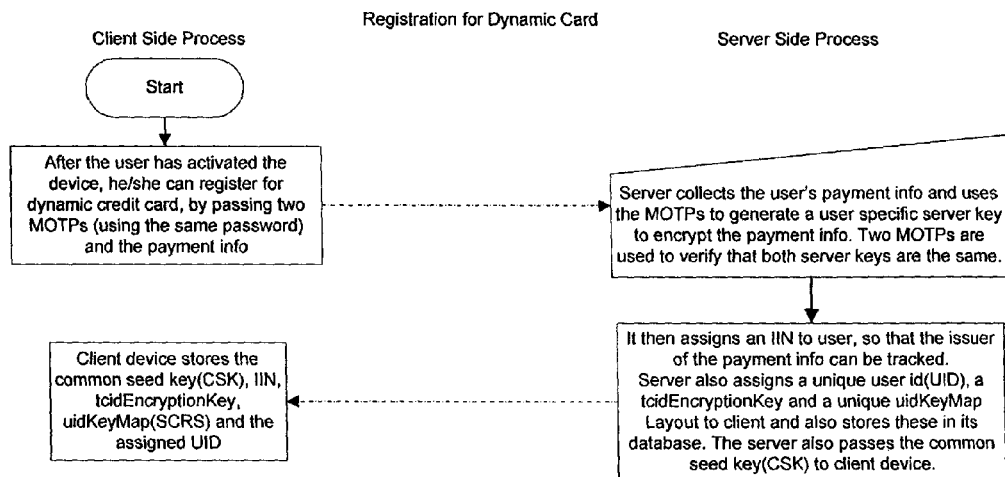 Registration for Dynamic Card
Client Side Process
Server Side Process
Start
After the user has activated the
device, he/she can register for
dynamic credit card, by passing two
MOTPs (using the same password)
and the payment info
Server collects the user's payment info and uses
the MOTPs to generate a user specific server key
to encrypt the payment info. Two MOTPs are
used to verify that both server keys are the same.
It then assigns an IIN to user, so that the issuer
of the payment info can be tracked.
Server also assigns a unique user id(UID), a
tcidEncryptionKey and a unique uidKeyMap
Layout to client and also stores these in its
database. The server also passes the common
seed key(CSK) to client device.
Client device stores the
common seed key(CSK), IIN,
tcidEncryptionKey,
uidKeyMap(SCRS) and the
assigned UID